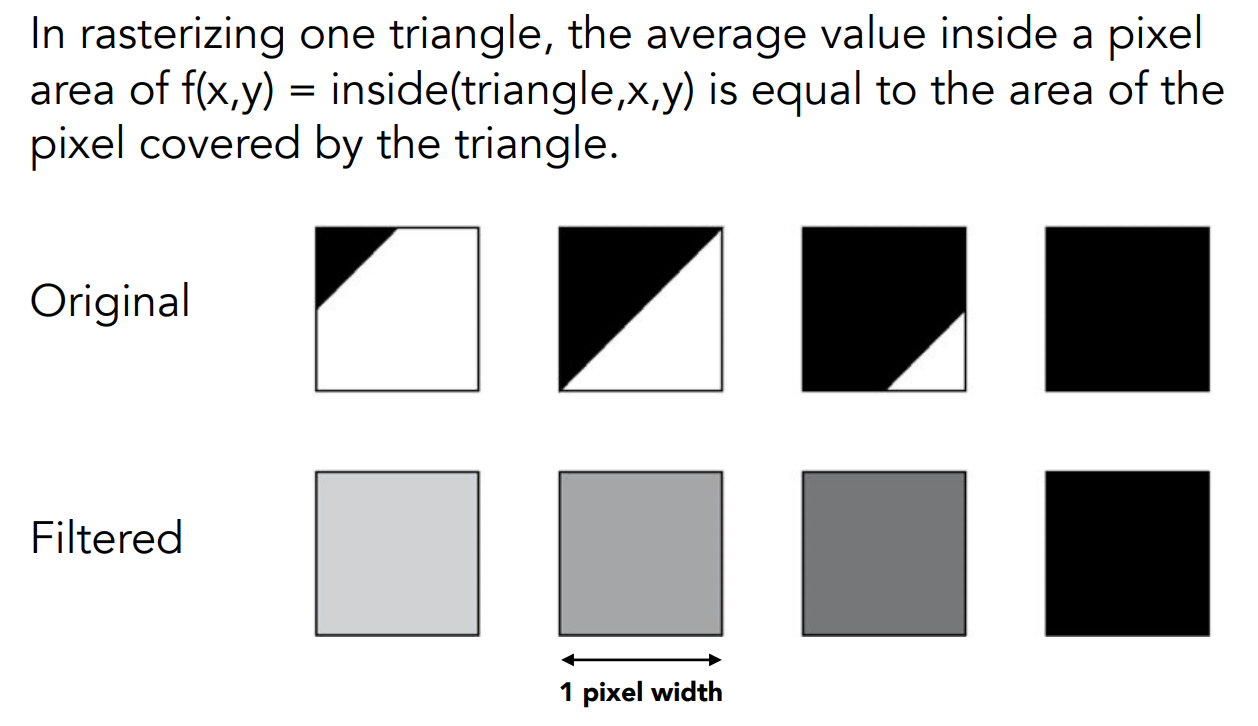 In rasterizing one triangle, the average value inside a pixel
area of f(x,y) = inside(triangle,x,y) is equal to the area of the
pixel covered by the triangle.
Original
Filtered
1 pixel width